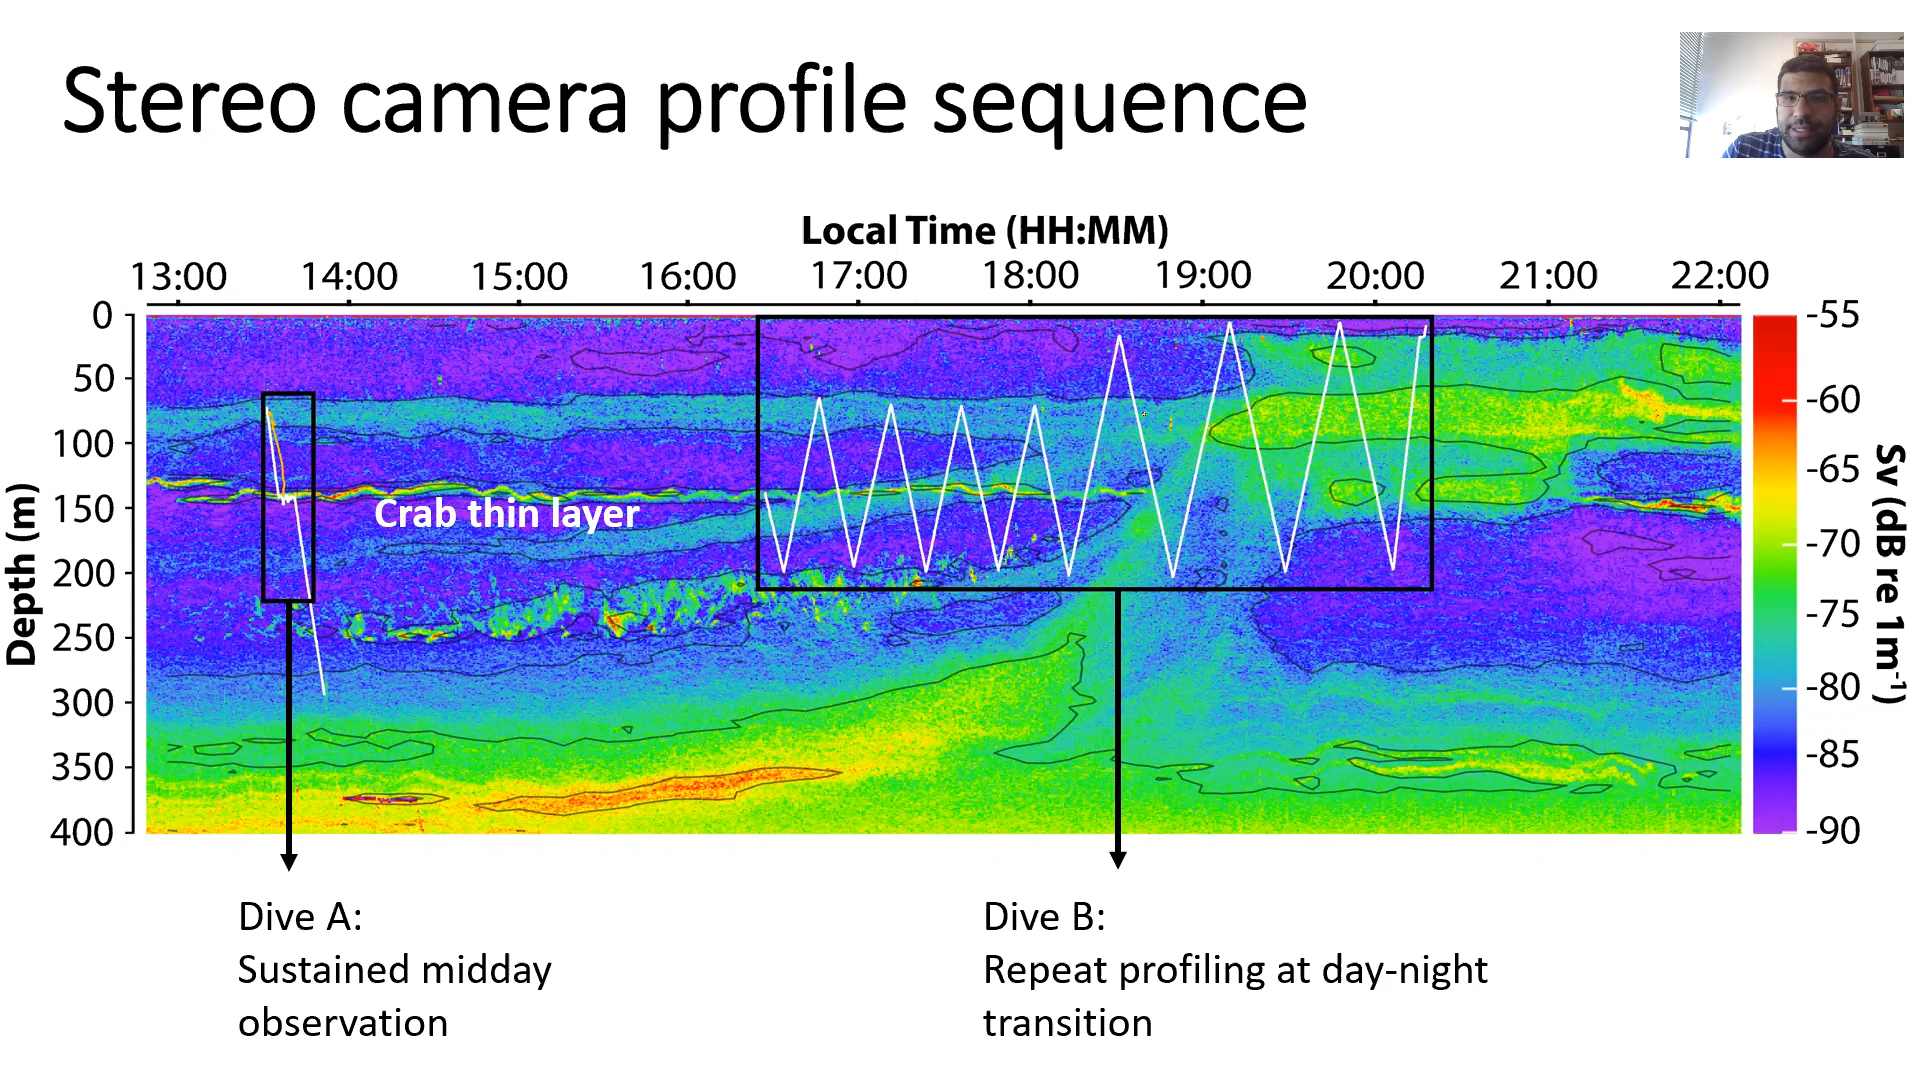 Stereo camera profile sequence
Local Time (HH:MM)
13:00 14:00 15:00 16:00 17:00 18:00 19:00 20:00 21:00 22:00
Depth (m)
0
50
100
150
200
250
300
350
400
Crab thin layer
-55
-60
-65
-70
-75
-80
-85
-90
Sv (dB re 1m⁻¹)
Dive A:
Sustained midday
observation
Dive B:
Repeat profiling at day-night
transition